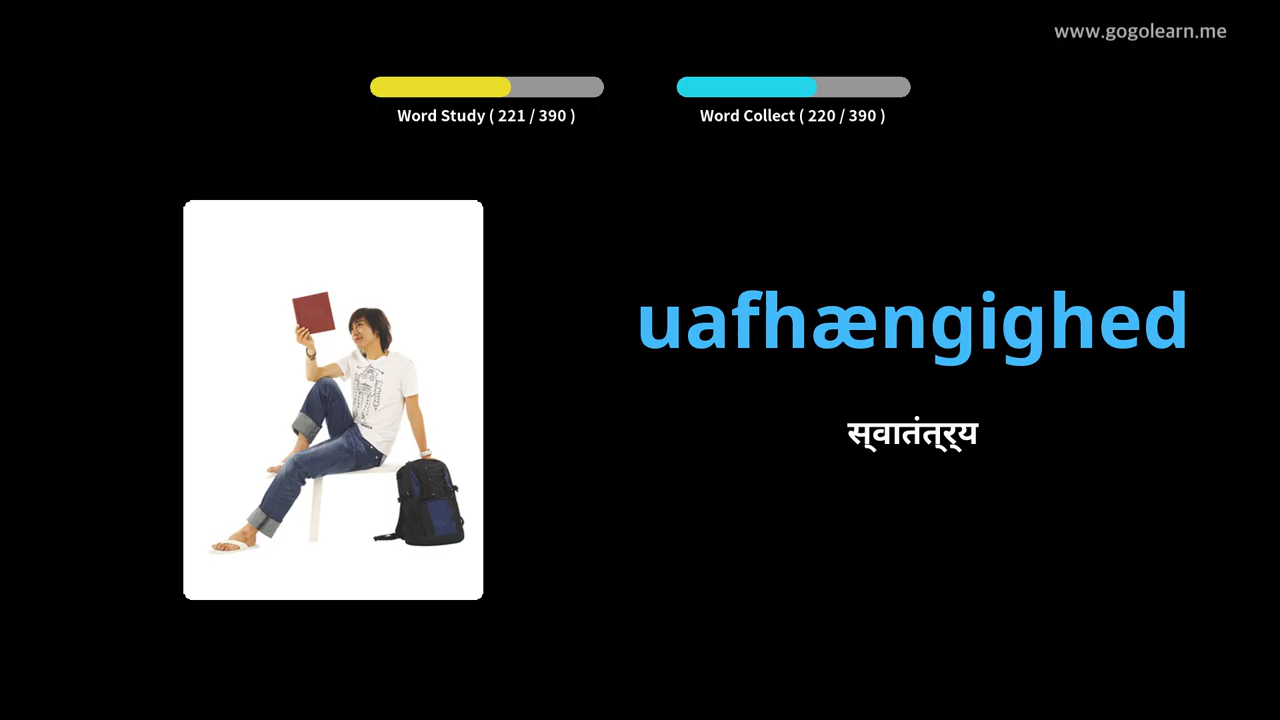 www.gogolearn.me
Word Study ( 221 / 390 )
Word Collect ( 220 / 390 )
uafhængighed
स्वातंत्र्य